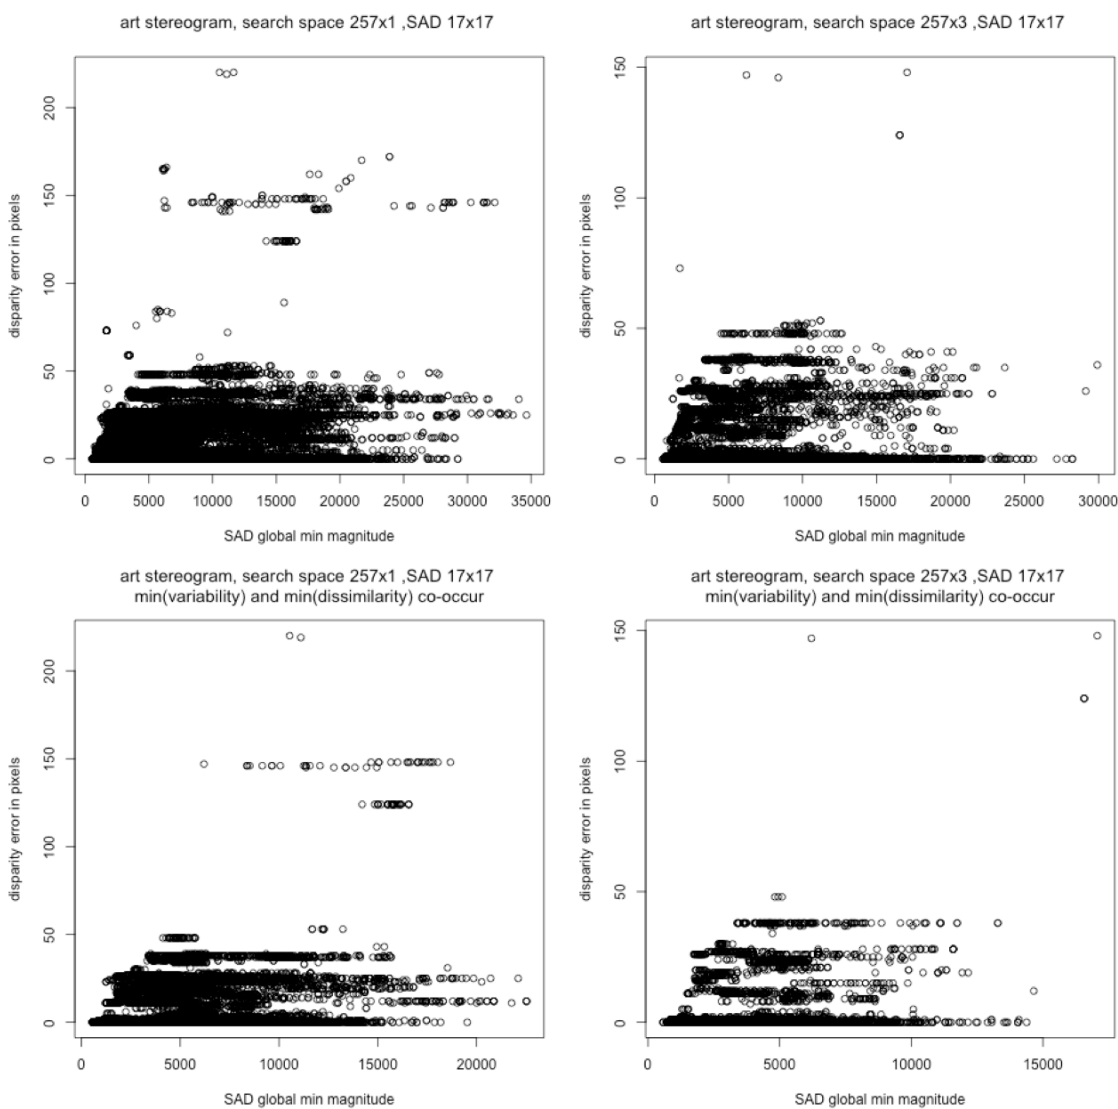 art stereogram, search space 257x1 ,SAD 17x17
disparity error in pixels
200
150
100
50
0
0 5000 10000 15000 20000 25000 30000 35000
SAD global min magnitude
art stereogram, search space 257x3 ,SAD 17x17
disparity error in pixels
150
100
50
0
0 5000 10000 15000 20000 25000 30000
SAD global min magnitude
art stereogram, search space 257x1 ,SAD 17x17
min(variability) and min(dissimilarity) co-occur
disparity error in pixels
200
150
100
50
0
0 5000 10000 15000 20000
SAD global min magnitude
art stereogram, search space 257x3 ,SAD 17x17
min(variability) and min(dissimilarity) co-occur
disparity error in pixels
150
100
50
0
0 5000 10000 15000
SAD global min magnitude